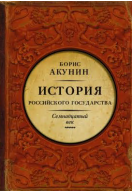 БОРИС
АКУНИН
ИСТОРИЯ
РОССИЙСКОГО ГОСУДАРСТВА
Семнадцатый
век